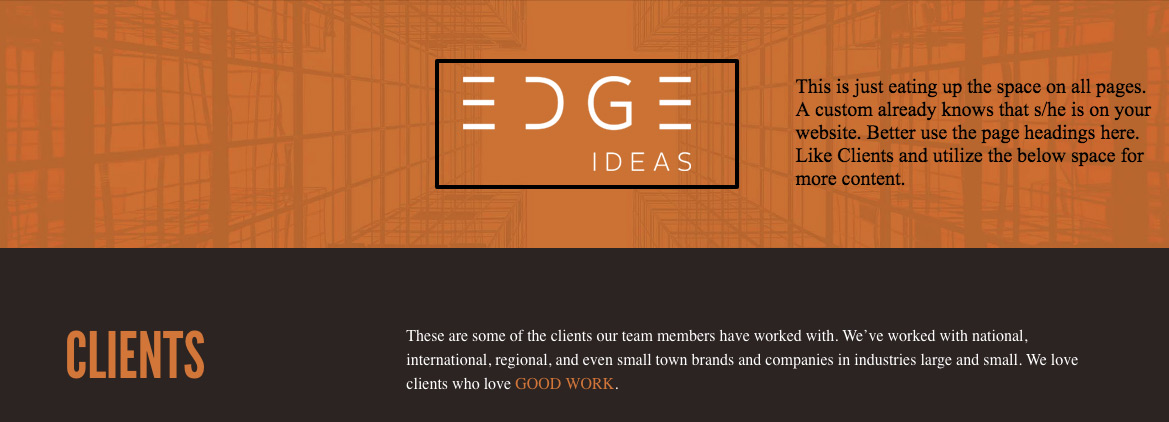 EDGE
IDEAS
This is just eating up the space on all pages.
A custom already knows that s/he is on your
website. Better use the page headings here.
Like Clients and utilize the below space for
more content.
CLIENTS
These are some of the clients our team members have worked with. We’ve worked with national,
international, regional, and even small town brands and companies in industries large and small. We love
clients who love GOOD WORK.